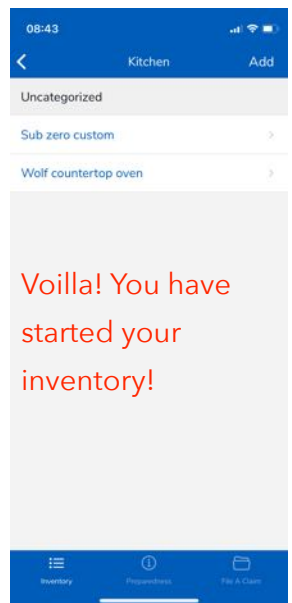 08:43
Kitchen Add
Uncategorized
Sub zero custom
Wolf countertop oven
Voilla! You have
started your
inventory!
Inventory Preparedness File A Claim